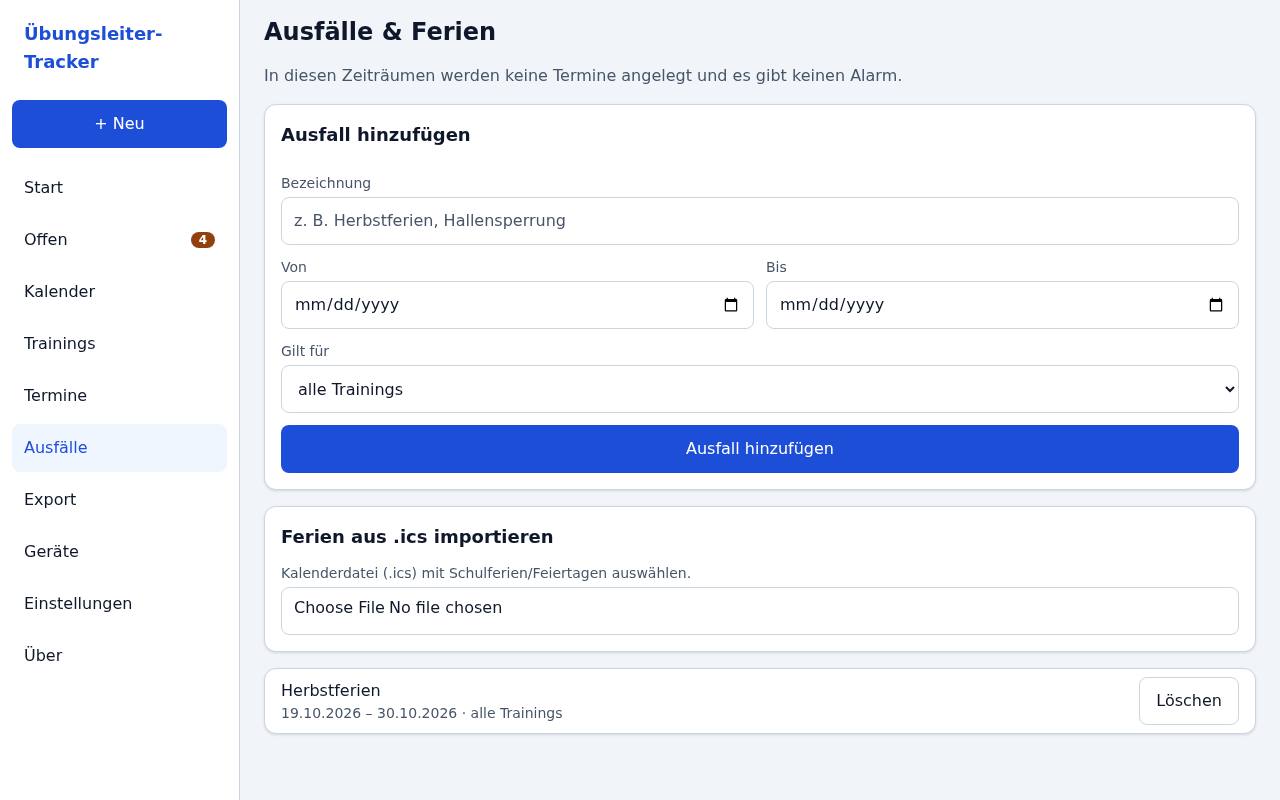 Übungsleiter-
Tracker
+ Neu
Start
Offen 4
Kalender
Trainings
Termine
Ausfälle
Export
Geräte
Einstellungen
Über
Ausfälle & Ferien
In diesen Zeiträumen werden keine Termine angelegt und es gibt keinen Alarm.
Ausfall hinzufügen
Bezeichnung
z. B. Herbstferien, Hallensperrung
Von Bis
mm/dd/yyyy mm/dd/yyyy
Gilt für
alle Trainings
Ausfall hinzufügen
Ferien aus .ics importieren
Kalenderdatei (.ics) mit Schulferien/Feiertagen auswählen.
Choose File No file chosen
Herbstferien
19.10.2026 – 30.10.2026 · alle Trainings
Löschen